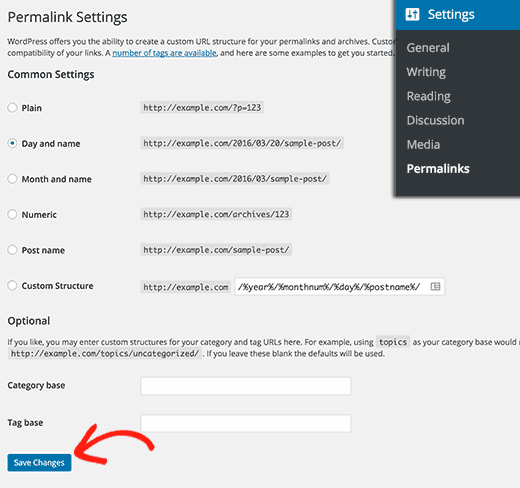 Permalink Settings
WordPress offers you the ability to create a custom URL structure for your permalinks and archives. Custom
compatibility of your links. A number of tags are available, and here are some examples to get you started.
Common Settings
Plain http://example.com/?p=123
Day and name http://example.com/2016/03/20/sample-post/
Month and name http://example.com/2016/03/sample-post/
Numeric http://example.com/archives/123
Post name http://example.com/sample-post/
Custom Structure http://example.com /%year%/%monthnum%/%day%/%postname%/
Optional
If you like, you may enter custom structures for your category and tag URLs here. For example, using topics as your category base would
http://example.com/topics/uncategorized/ . If you leave these blank the defaults will be used.
Category base
Tag base
Save Changes
Settings
General
Writing
Reading
Discussion
Media
Permalinks